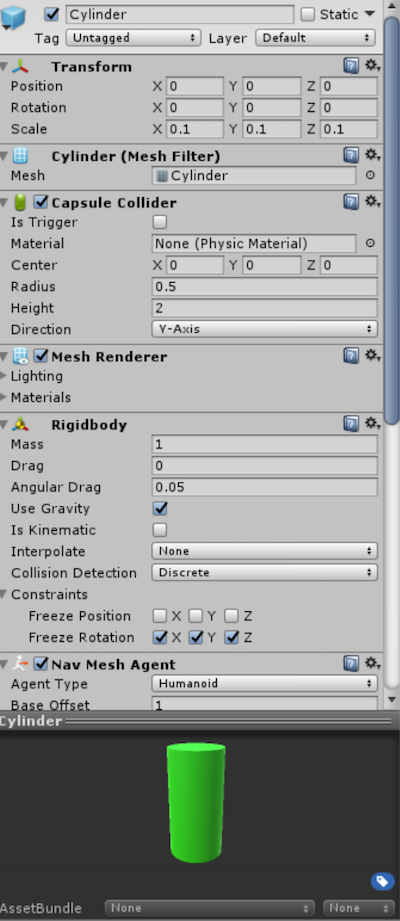 Cylinder Static
Tag Untagged Layer Default
Transform
Position X 0 Y 0 Z 0
Rotation X 0 Y 0 Z 0
Scale X 0.1 Y 0.1 Z 0.1
Cylinder (Mesh Filter)
Mesh Cylinder
Capsule Collider
Is Trigger
Material None (Physic Material)
Center X 0 Y 0 Z 0
Radius 0.5
Height 2
Direction Y-Axis
Mesh Renderer
Lighting
Materials
Rigidbody
Mass 1
Drag 0
Angular Drag 0.05
Use Gravity
Is Kinematic
Interpolate None
Collision Detection Discrete
Constraints
Freeze Position X Y Z
Freeze Rotation X Y Z
Nav Mesh Agent
Agent Type Humanoid
Base Offset 1
Cylinder
AssetBundle None None